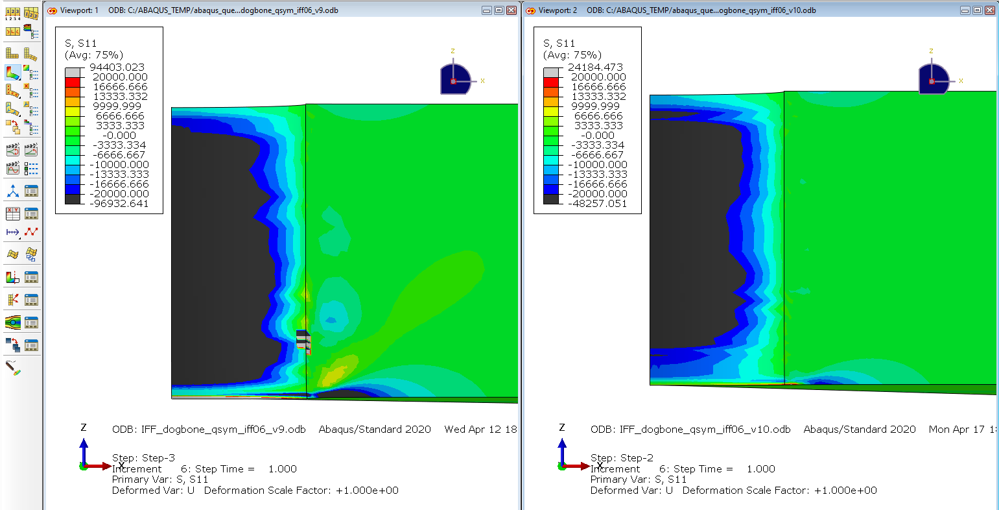 Viewport: 1 ODB: C:/ABAQUS_TEMP/abaqus_que...dogbone_qsym_iff06_v9.odb
S, S11
(Avg: 75%)
94403.023
20000.000
16666.666
13333.332
9999.999
6666.666
3333.333
-0.000
-3333.334
-6666.667
-10000.000
-13333.333
-16666.666
-20000.000
-96932.641
z
x
Z
X
ODB: IFF_dogbone_qsym_iff06_v9.odb Abaqus/Standard 2020 Wed Apr 12 18
Step: Step-3
Increment 6: Step Time = 1.000
Primary Var: S, S11
Deformed Var: U Deformation Scale Factor: +1.000e+00
Viewport: 2 ODB: C:/ABAQUS_TEMP/abaqus_que...ogbone_qsym_iff06_v10.odb
S, S11
(Avg: 75%)
24184.473
20000.000
16666.666
13333.332
9999.999
6666.666
3333.333
-0.000
-3333.334
-6666.667
-10000.000
-13333.333
-16666.666
-20000.000
-48257.051
z
x
Z
X
ODB: IFF_dogbone_qsym_iff06_v10.odb Abaqus/Standard 2020 Mon Apr 17
Step: Step-2
Increment 6: Step Time = 1.000
Primary Var: S, S11
Deformed Var: U Deformation Scale Factor: +1.000e+00